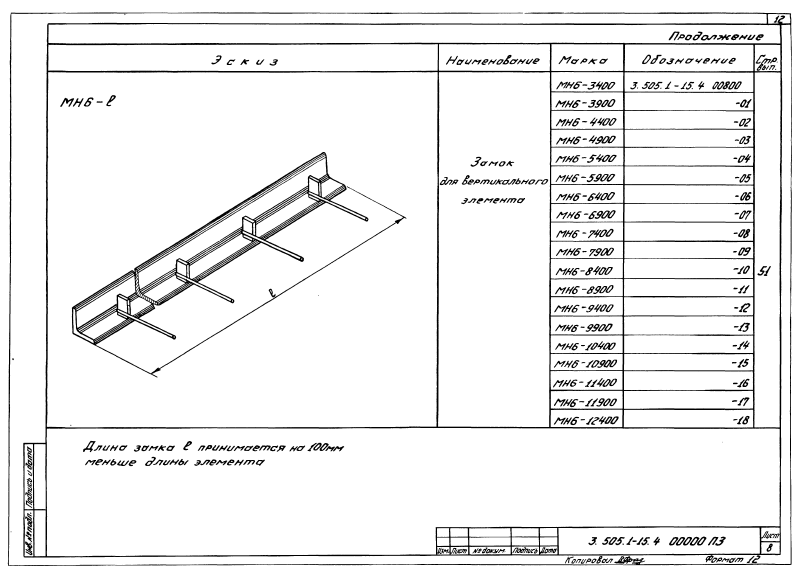 12
Продолжение
Эскиз Наименование Марка Обозначение Стр. вып.
МН6-ℓ
Замок
для вертикального
элемента
МН6-3400 3.505.1-15.4 00800
МН6-3900 -01
МН6-4400 -02
МН6-4900 -03
МН6-5400 -04
МН6-5900 -05
МН6-6400 -06
МН6-6900 -07
МН6-7400 -08
МН6-7900 -09
МН6-8400 -10 51
МН6-8900 -11
МН6-9400 -12
МН6-9900 -13
МН6-10400 -14
МН6-10900 -15
МН6-11400 -16
МН6-11900 -17
МН6-12400 -18
ℓ
Длина замка ℓ принимается на 100мм
меньше длины элемента
Инв. № подл. Подпись и дата
Изм. Лист № докум. Подпись Дата
3.505.1-15.4 00000 ПЗ
Лист
8
Копировал
Формат 12